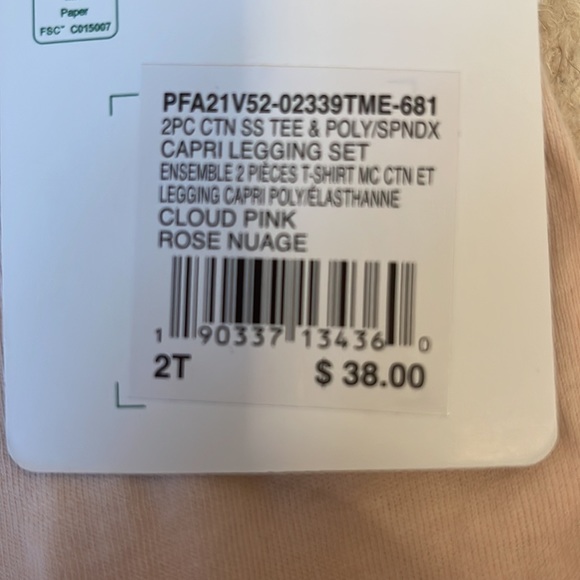 Paper
FSC™ C015007
PFA21V52-02339TME-681
2PC CTN SS TEE & POLY/SPNDX
CAPRI LEGGING SET
ENSEMBLE 2 PIÈCES T-SHIRT MC CTN ET
LEGGING CAPRI POLY/ÉLASTHANNE
CLOUD PINK
ROSE NUAGE
1 90337 13436 0
2T $ 38.00